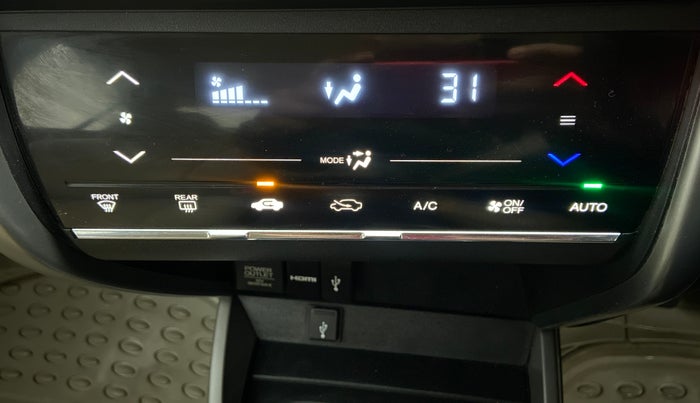 31
MODE
FRONT
REAR
A/C
ON/OFF
AUTO
POWER OUTLET
HDMI